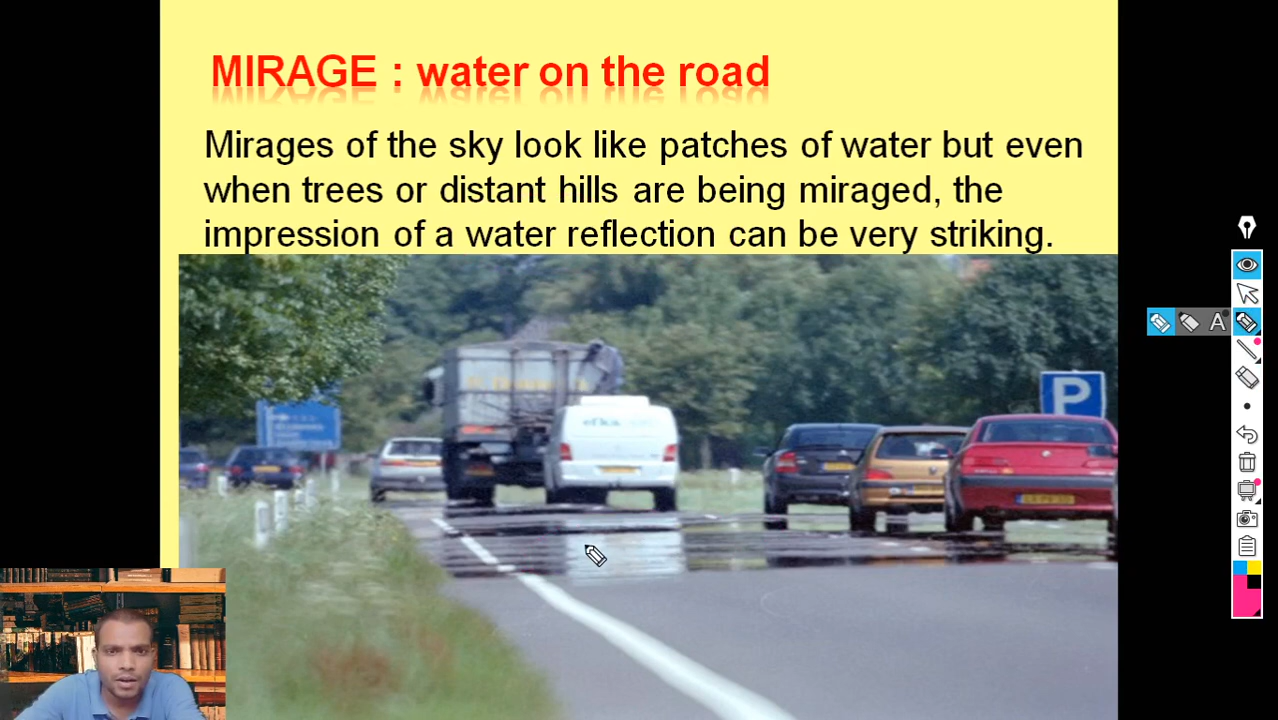 MIRAGE : water on the road
Mirages of the sky look like patches of water but even
when trees or distant hills are being miraged, the
impression of a water reflection can be very striking.
P
efka
A